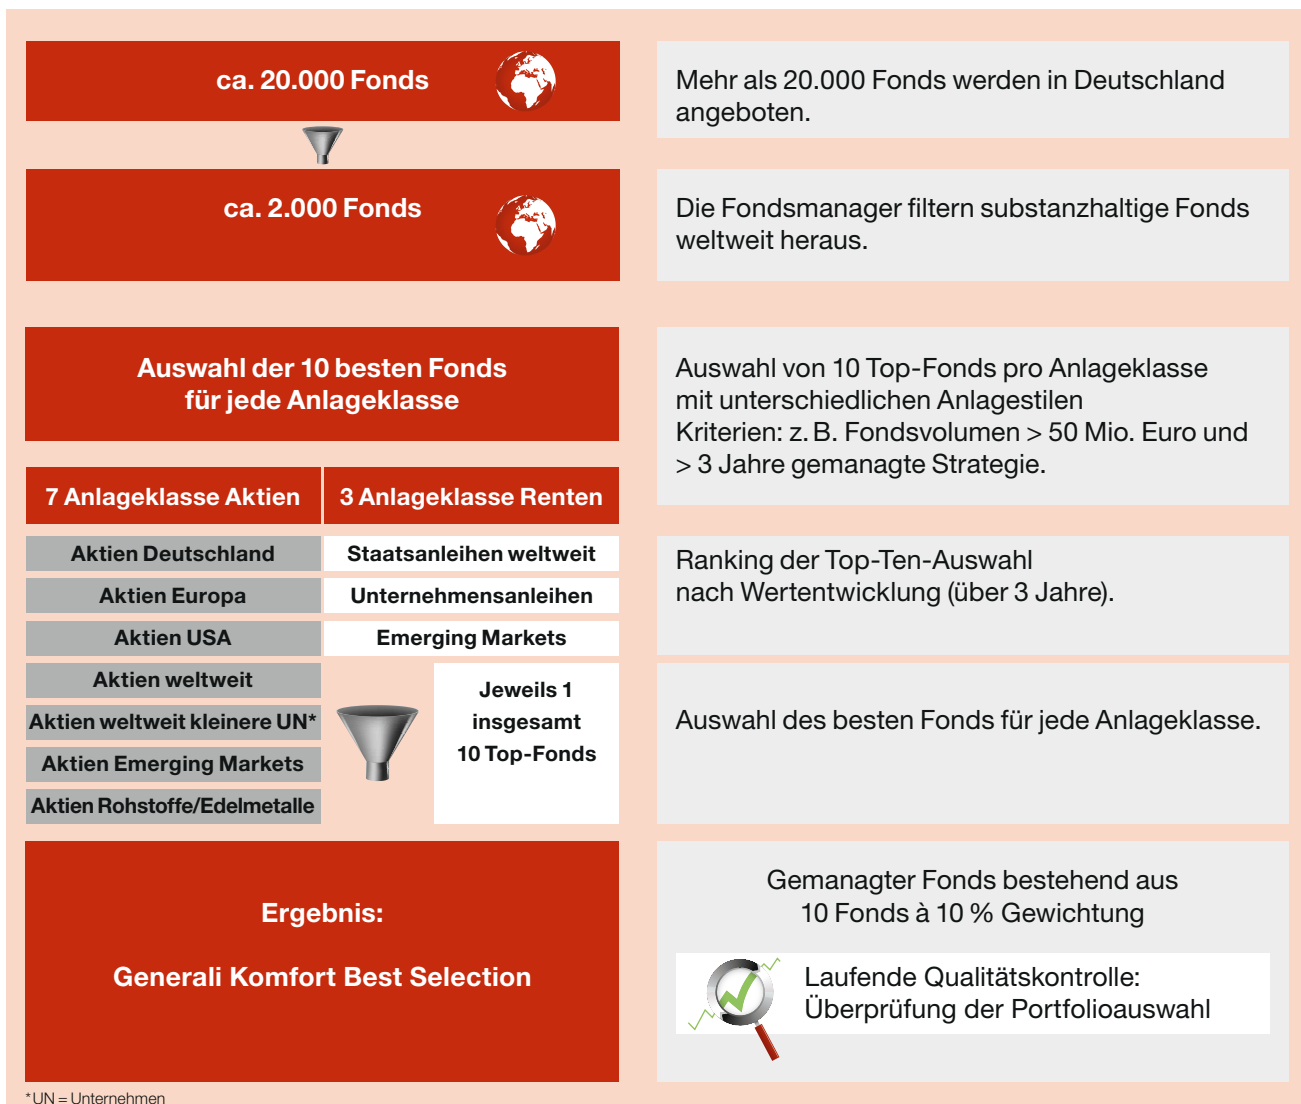 ca. 20.000 Fonds
Mehr als 20.000 Fonds werden in Deutschland
angeboten.
ca. 2.000 Fonds
Die Fondsmanager filtern substanzhaltige Fonds
weltweit heraus.
Auswahl der 10 besten Fonds
für jede Anlageklasse
Auswahl von 10 Top-Fonds pro Anlageklasse
mit unterschiedlichen Anlagestilen
Kriterien: z. B. Fondsvolumen > 50 Mio. Euro und
> 3 Jahre gemanagte Strategie.
7 Anlageklasse Aktien
3 Anlageklasse Renten
Aktien Deutschland
Aktien Europa
Aktien USA
Aktien weltweit
Aktien weltweit kleinere UN*
Aktien Emerging Markets
Aktien Rohstoffe/Edelmetalle
Staatsanleihen weltweit
Unternehmensanleihen
Emerging Markets
Jeweils 1
insgesamt
10 Top-Fonds
Ranking der Top-Ten-Auswahl
nach Wertentwicklung (über 3 Jahre).
Auswahl des besten Fonds für jede Anlageklasse.
Ergebnis:
Generali Komfort Best Selection
Gemanagter Fonds bestehend aus
10 Fonds à 10 % Gewichtung
Laufende Qualitätskontrolle:
Überprüfung der Portfolioauswahl
*UN = Unternehmen